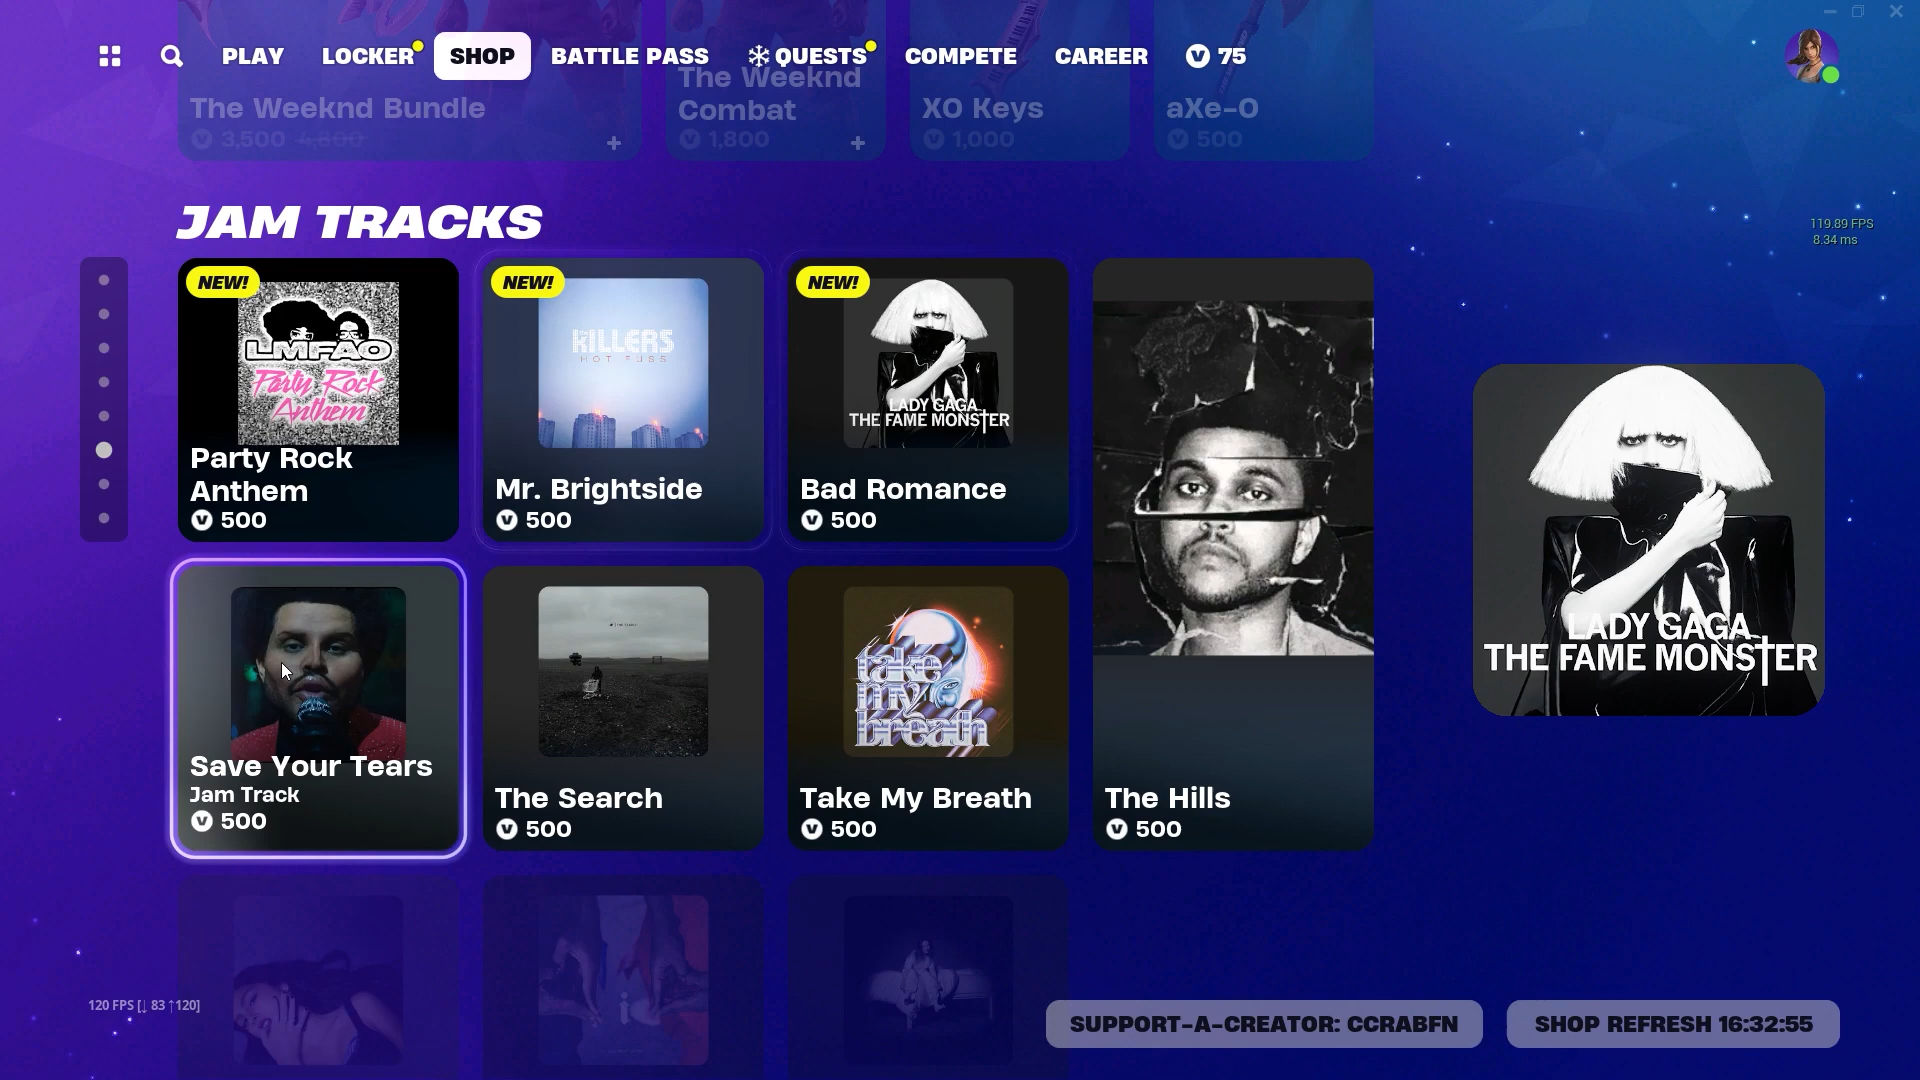 PLAY
LOCKER
SHOP
BATTLE PASS
QUESTS
COMPETE
CAREER
75
The Weeknd Bundle
3,500 4,800
The Weeknd
Combat
1,800
XO Keys
1,000
aXe-O
500
JAM TRACKS
119.89 FPS
8.34 ms
NEW!
LMFAO
Party Rock
Anthem
Party Rock
Anthem
500
NEW!
THE KILLERS
HOT FUSS
Mr. Brightside
500
NEW!
LADY GAGA
THE FAME MONSTER
Bad Romance
500
LADY GAGA
THE FAME MONSTER
Save Your Tears
Jam Track
500
THE SEARCH
The Search
500
take
my
breath
Take My Breath
500
The Hills
500
120 FPS [↓ 83 ↑120]
SUPPORT-A-CREATOR: CCRABFN
SHOP REFRESH 16:32:55